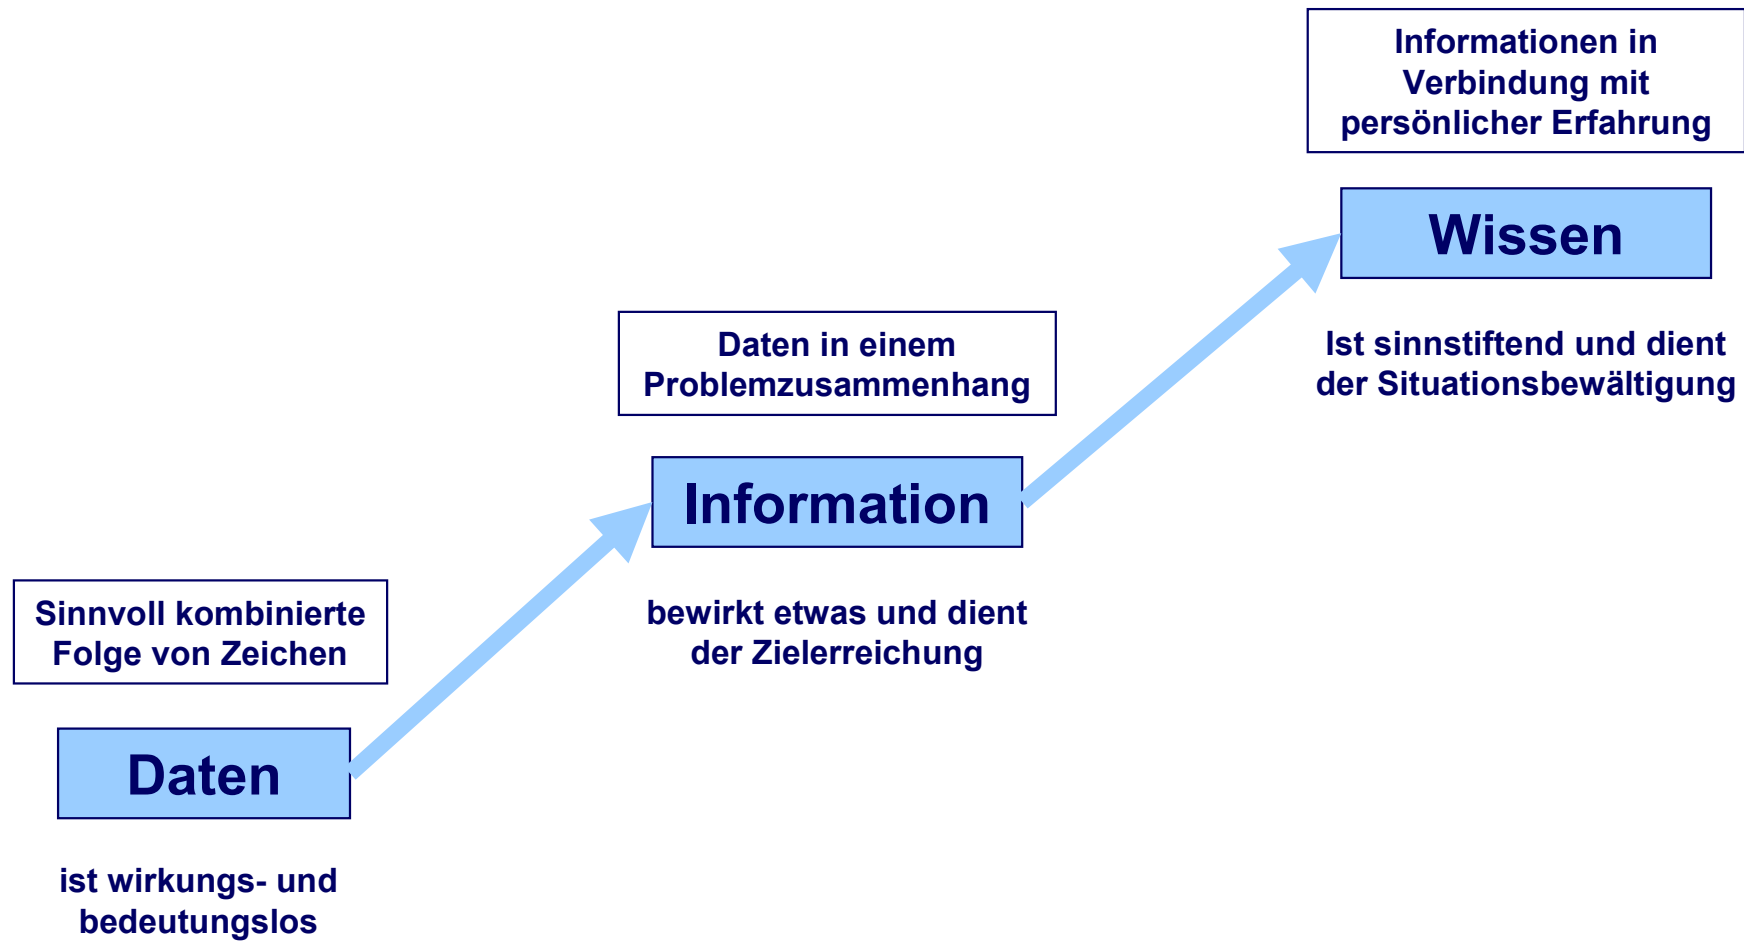 Informationen in
Verbindung mit
persönlicher Erfahrung
Wissen
Ist sinnstiftend und dient
der Situationsbewältigung
Daten in einem
Problemzusammenhang
Information
bewirkt etwas und dient
der Zielerreichung
Sinnvoll kombinierte
Folge von Zeichen
Daten
ist wirkungs- und
bedeutungslos